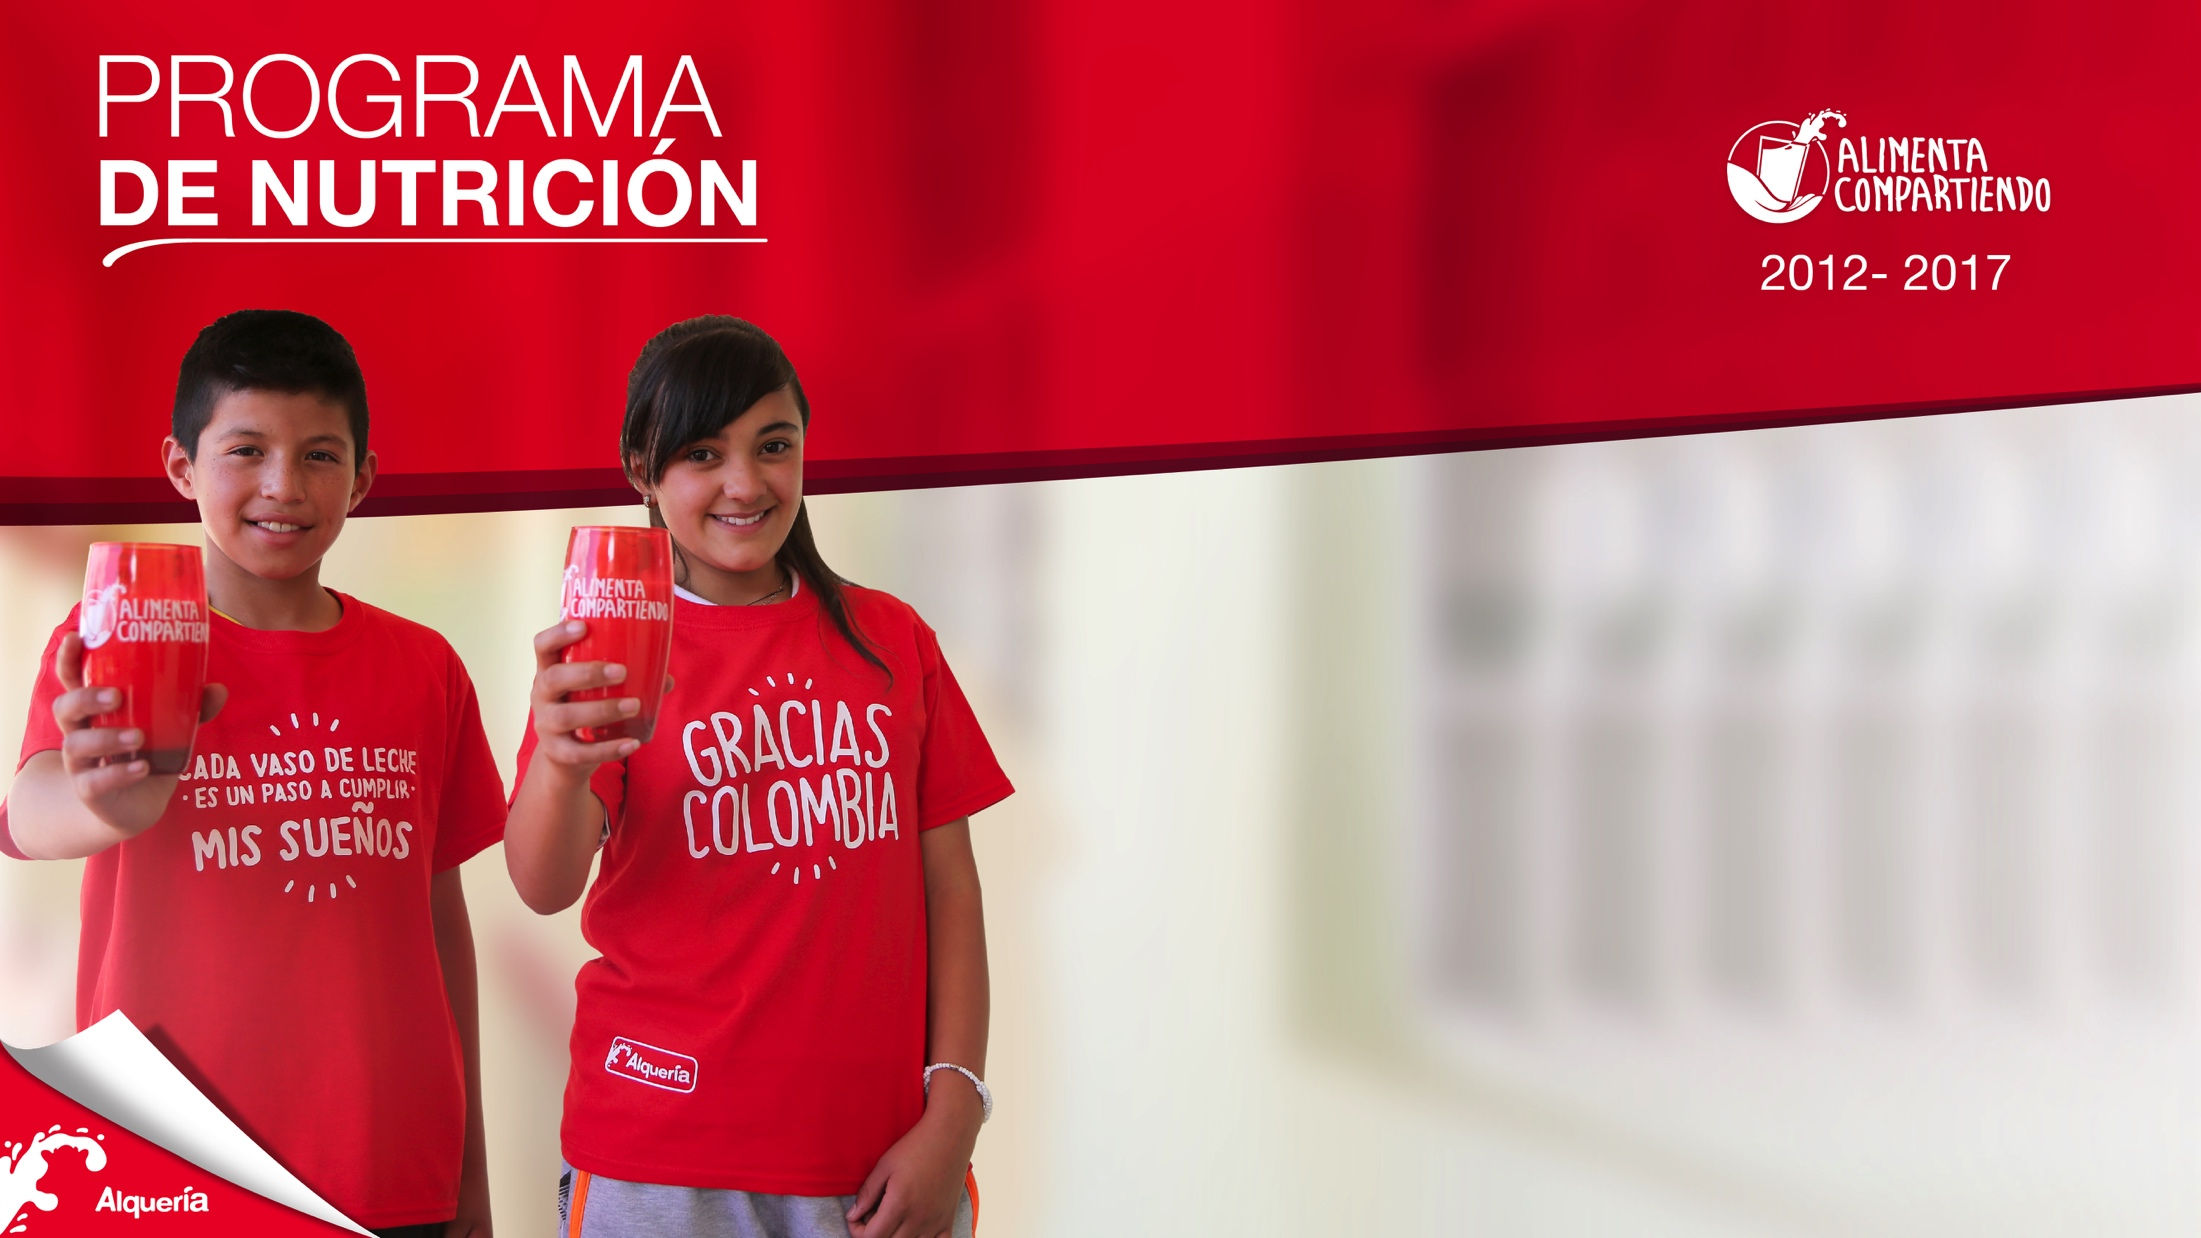 PROGRAMA
DE NUTRICIÓN
ALIMENTA
COMPARTIENDO
2012- 2017
ALIMENTA
COMPARTIEN
ALIMENTA
COMPARTIENDO
CADA VASO DE LECHE
· ES UN PASO A CUMPLIR ·
MIS SUEÑOS
GRACIAS
COLOMBIA
Alquería
Alquería